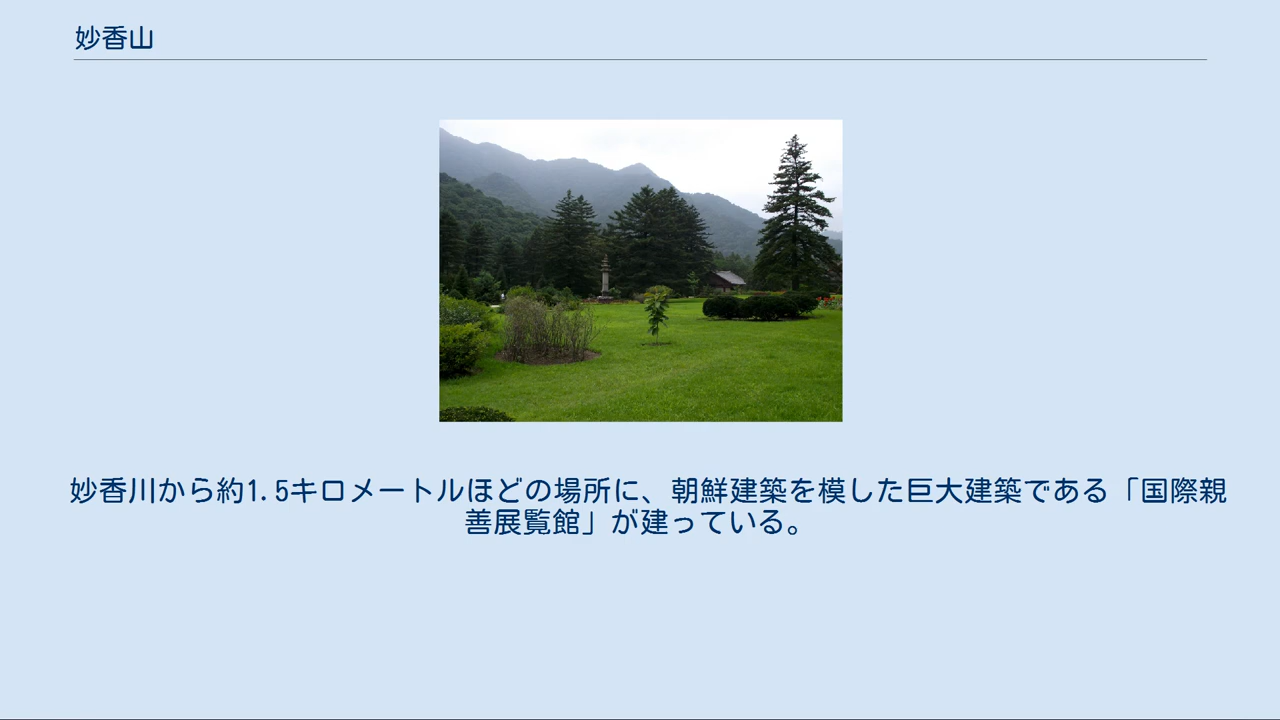 妙香山
妙香川から約1.5キロメートルほどの場所に、朝鮮建築を模した巨大建築である「国際親
善展覧館」が建っている。